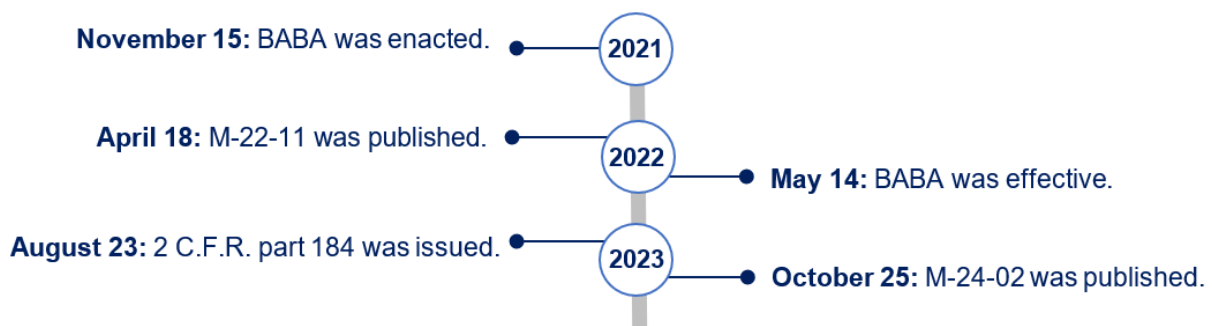 November 15: BABA was enacted.
2021
April 18: M-22-11 was published.
2022
May 14: BABA was effective.
August 23: 2 C.F.R. part 184 was issued.
2023
October 25: M-24-02 was published.